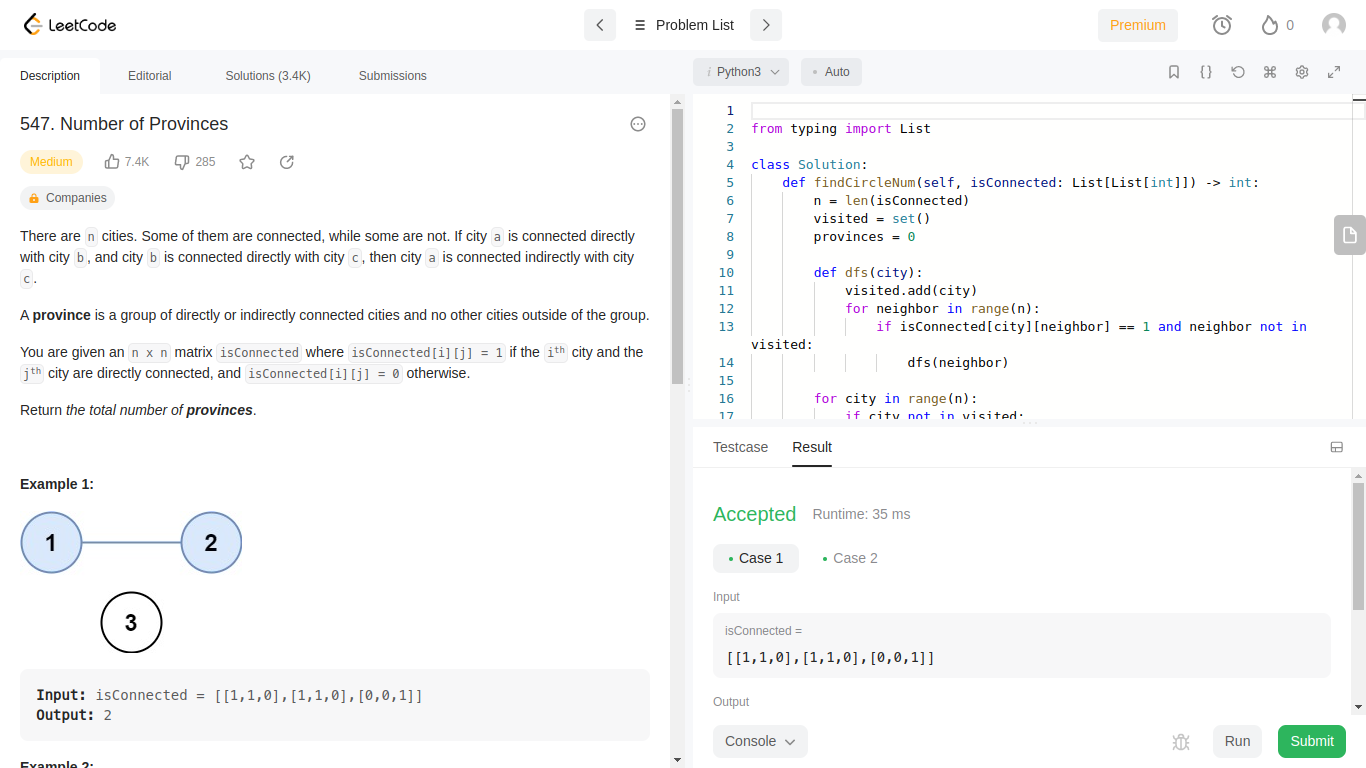 LeetCode
Problem List
Premium
0
Description
Editorial
Solutions (3.4K)
Submissions
547. Number of Provinces
Medium
7.4K
285
Companies
There are n cities. Some of them are connected, while some are not. If city a is connected directly
with city b, and city b is connected directly with city c, then city a is connected indirectly with city
c.
A province is a group of directly or indirectly connected cities and no other cities outside of the group.
You are given an n x n matrix isConnected where isConnected[i][j] = 1 if the ith city and the
jth city are directly connected, and isConnected[i][j] = 0 otherwise.
Return the total number of provinces.
Example 1:
1
2
3
Input: isConnected = [[1,1,0],[1,1,0],[0,0,1]]
Output: 2
Example 2:
i Python3
Auto
1
2 from typing import List
3
4 class Solution:
5 def findCircleNum(self, isConnected: List[List[int]]) -> int:
6 n = len(isConnected)
7 visited = set()
8 provinces = 0
9
10 def dfs(city):
11 visited.add(city)
12 for neighbor in range(n):
13 if isConnected[city][neighbor] == 1 and neighbor not in
visited:
14 dfs(neighbor)
15
16 for city in range(n):
17 if city not in visited:
Testcase
Result
Accepted
Runtime: 35 ms
• Case 1
• Case 2
Input
isConnected =
[[1,1,0],[1,1,0],[0,0,1]]
Output
Console
Run
Submit